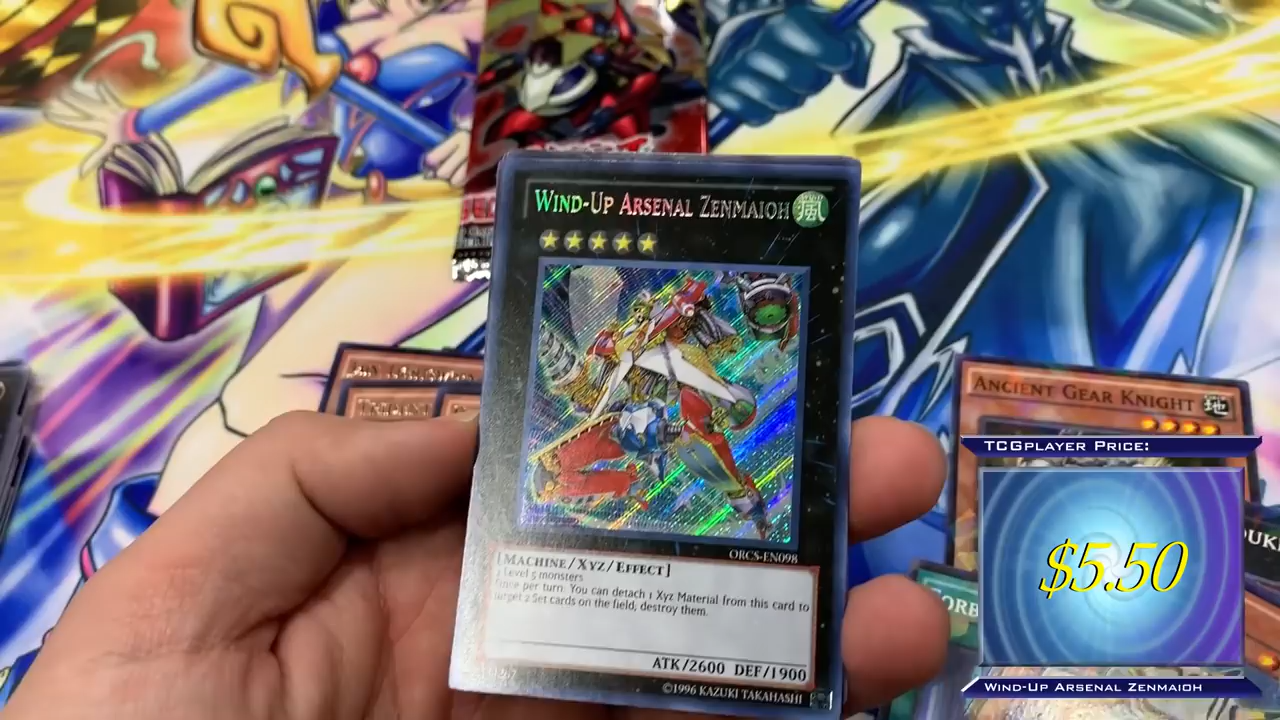 WIND-UP ARSENAL ZENMAIOH 風
ORCS-EN098
[MACHINE/XYZ/EFFECT]
2 Level 5 monsters
Once per turn: You can detach 1 Xyz Material from this card to
target 2 Set cards on the field, destroy them.
ATK/2600 DEF/1900
©1996 KAZUKI TAKAHASHI
ANCIENT GEAR KNIGHT 地
TCGPLAYER PRICE:
$5.50
WIND-UP ARSENAL ZENMAIOH